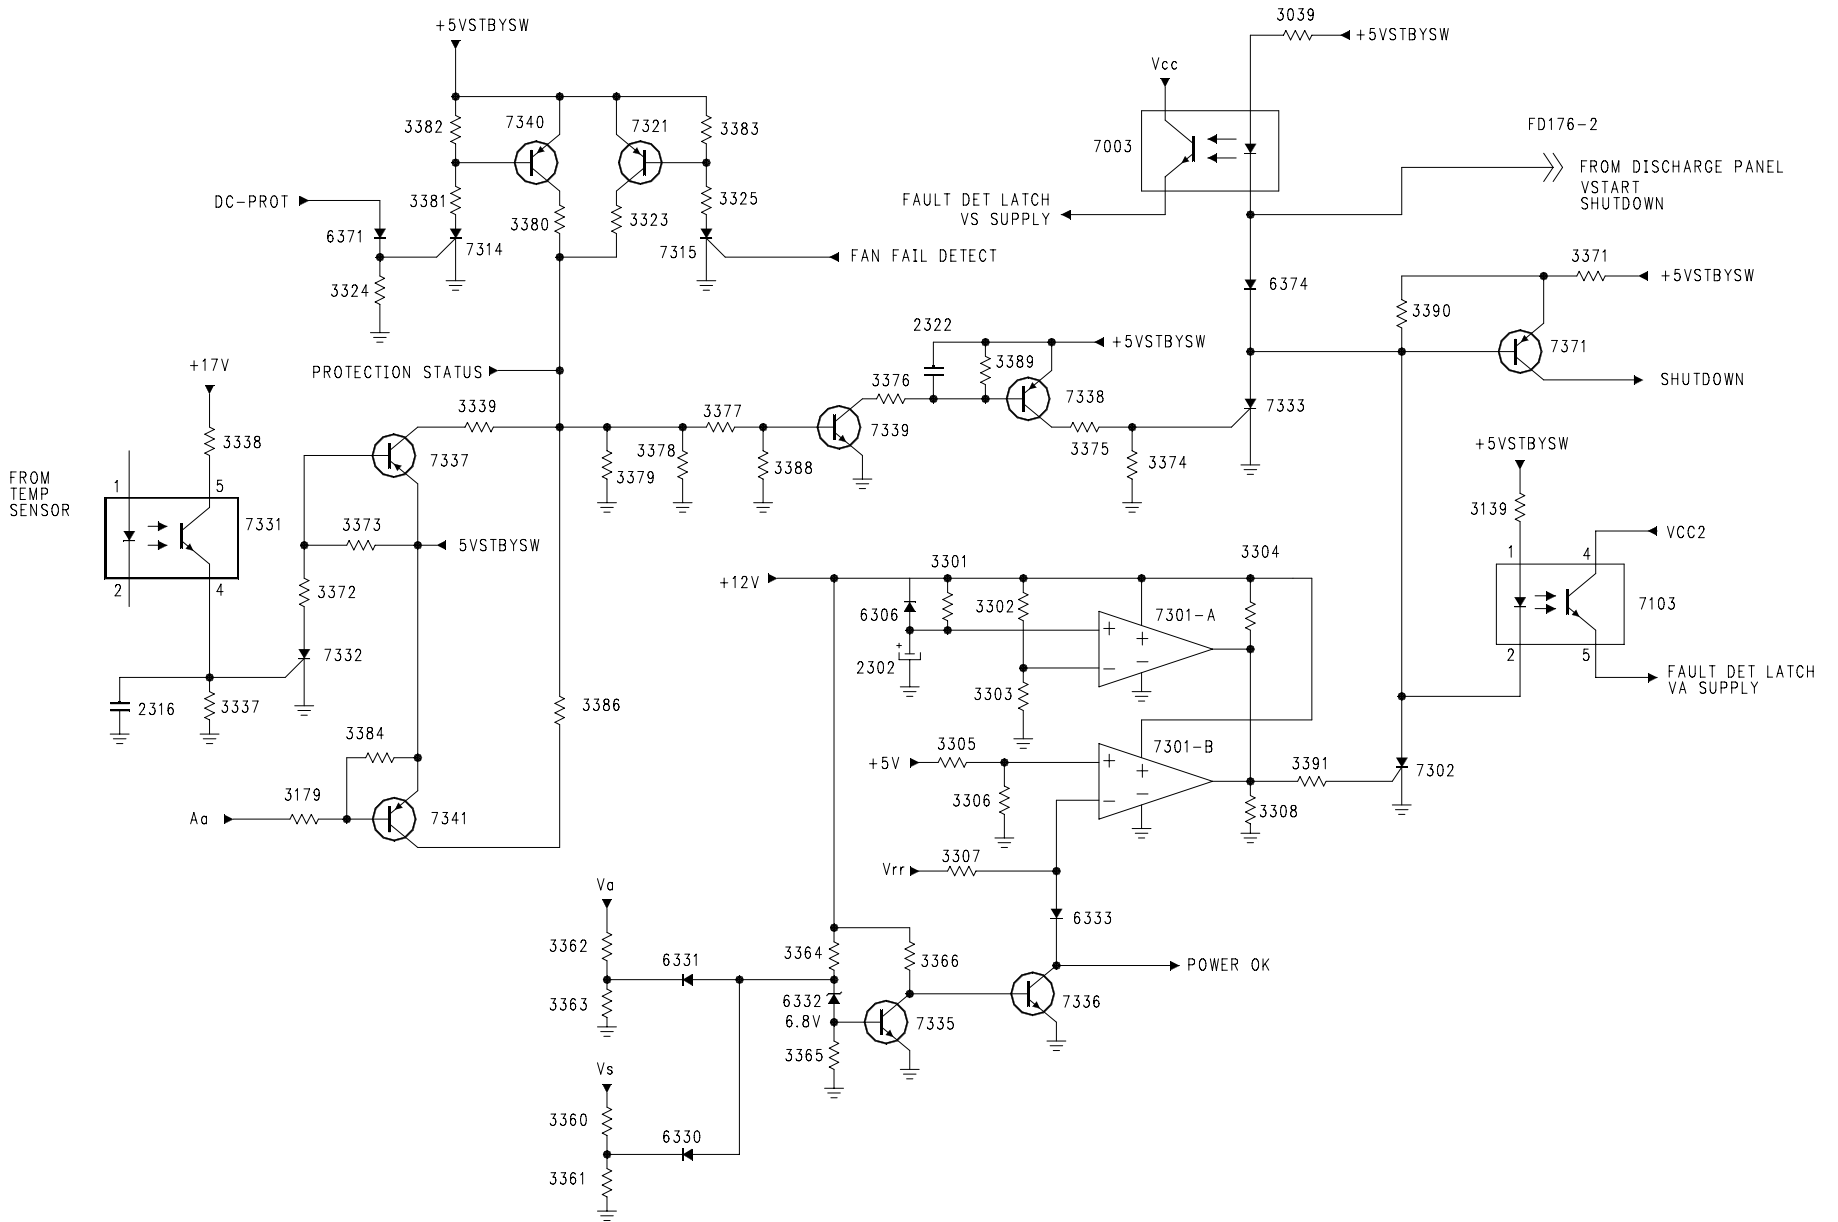 +5VSTBYSW
3039
+5VSTBYSW
Vcc
3382
7340
7321
3383
7003
FD176-2
FROM DISCHARGE PANEL
VSTART
SHUTDOWN
DC-PROT
3381
3380
3323
3325
FAULT DET LATCH
VS SUPPLY
6371
7314
7315
FAN FAIL DETECT
3324
6374
3371
+5VSTBYSW
3390
2322
+5VSTBYSW
3389
7371
SHUTDOWN
+17V
PROTECTION STATUS
3376
7338
7333
3339
3377
7339
3375
3338
7337
3378
3379
3388
3374
FROM
TEMP
SENSOR
+5VSTBYSW
1
5
7331
3373
5VSTBYSW
3139
VCC2
1
4
2
4
3372
+12V
3301
3304
6306
3302
7301-A
+
+
-
-
7103
7332
+
2302
3303
2
5
FAULT DET LATCH
VA SUPPLY
2316
3337
3386
3384
3305
7301-B
+5V
+
+
-
-
3391
7302
3306
3308
3179
Aa
7341
3307
Vrr
Va
6333
3362
6331
3364
3366
POWER OK
3363
6332
6.8V
7335
7336
3365
Vs
3360
6330
3361